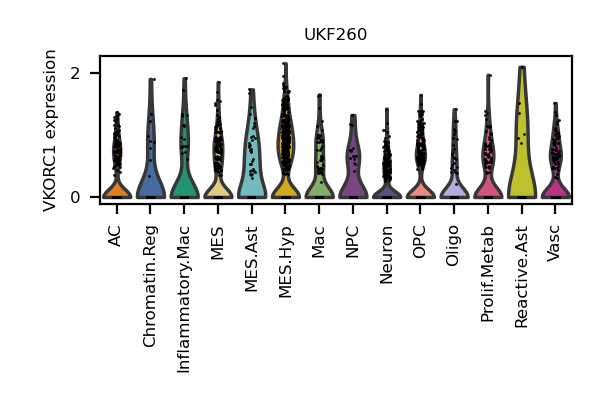 UKF260
VKORC1 expression
2
0
AC
Chromatin.Reg
Inflammatory.Mac
MES
MES.Ast
MES.Hyp
Mac
NPC
Neuron
OPC
Oligo
Prolif.Metab
Reactive.Ast
Vasc